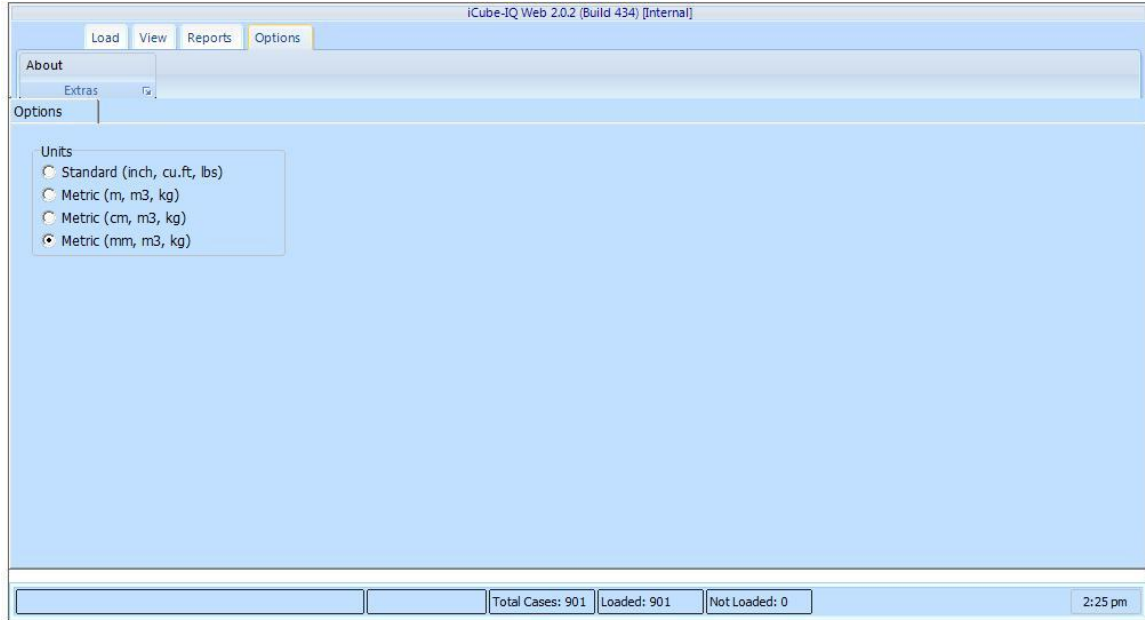 iCube-IQ Web 2.0.2 (Build 434) [Internal]
Load View Reports Options
About
Extras
Options
Units
Standard (inch, cu.ft, lbs)
Metric (m, m3, kg)
Metric (cm, m3, kg)
Metric (mm, m3, kg)
Total Cases: 901 Loaded: 901 Not Loaded: 0 2:25 pm